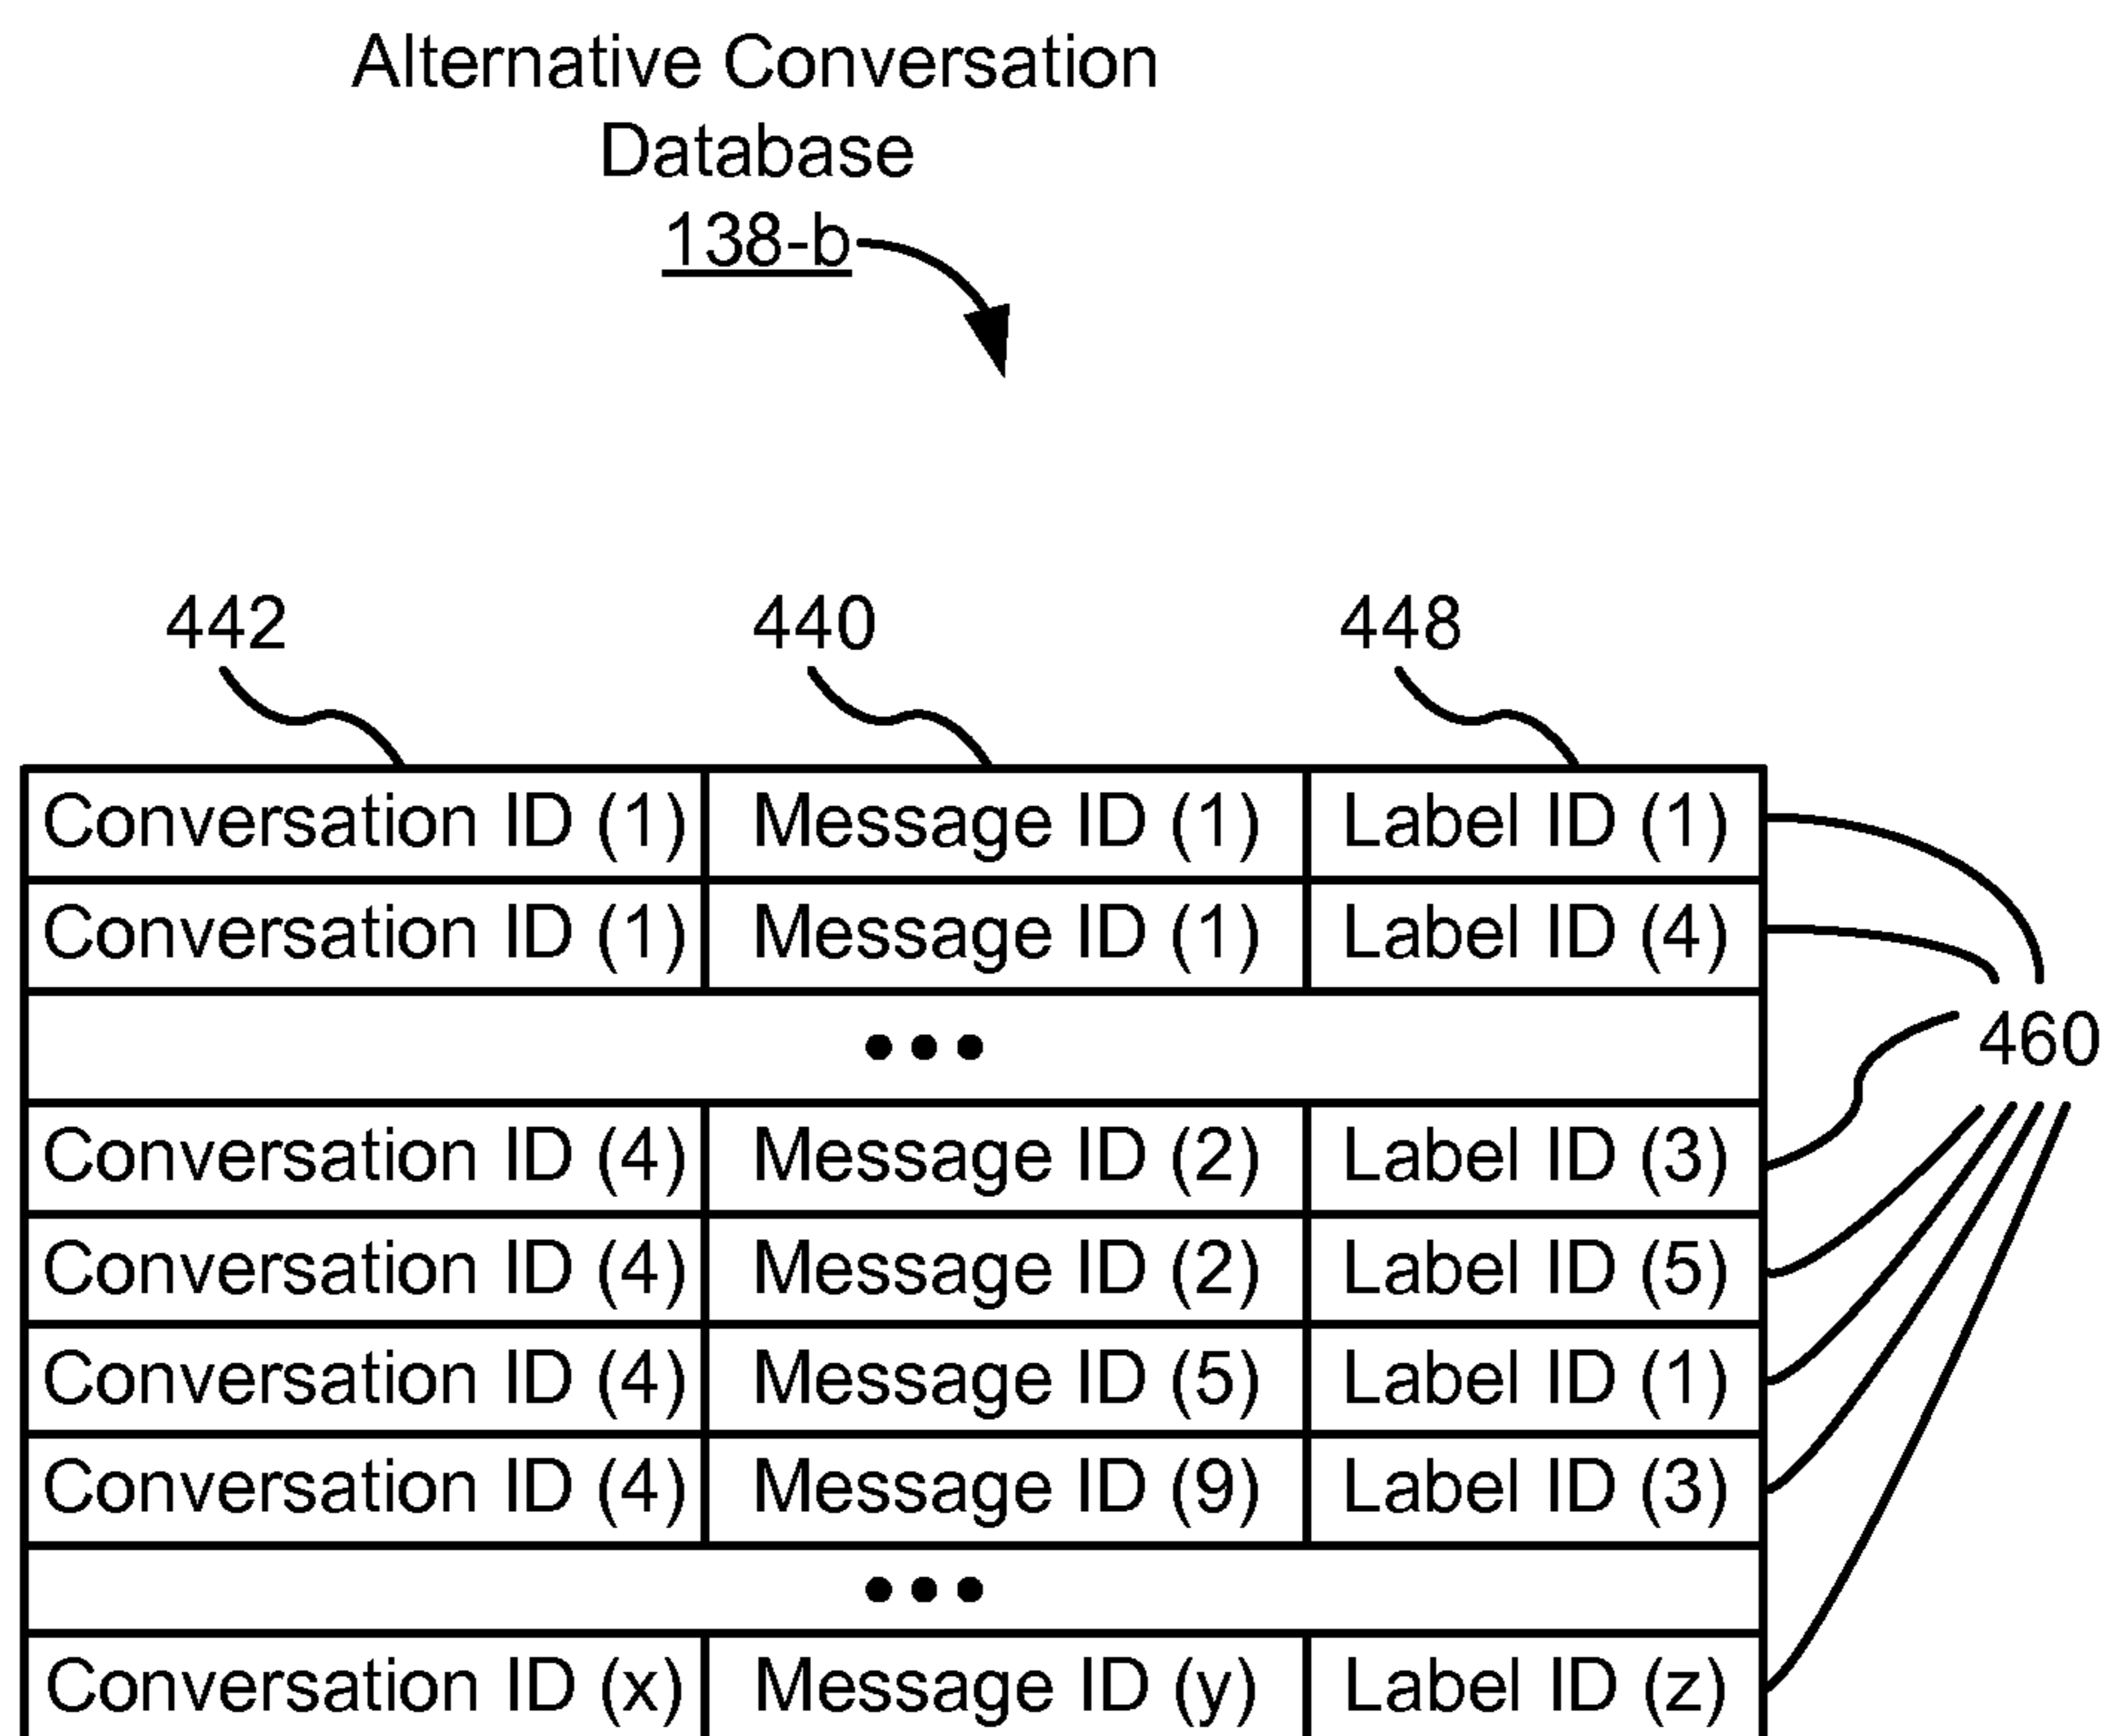 Alternative Conversation
Database
138-b
442 440 448
Conversation ID (1) Message ID (1) Label ID (1)
Conversation ID (1) Message ID (1) Label ID (4)
•••
460
Conversation ID (4) Message ID (2) Label ID (3)
Conversation ID (4) Message ID (2) Label ID (5)
Conversation ID (4) Message ID (5) Label ID (1)
Conversation ID (4) Message ID (9) Label ID (3)
•••
Conversation ID (x) Message ID (y) Label ID (z)